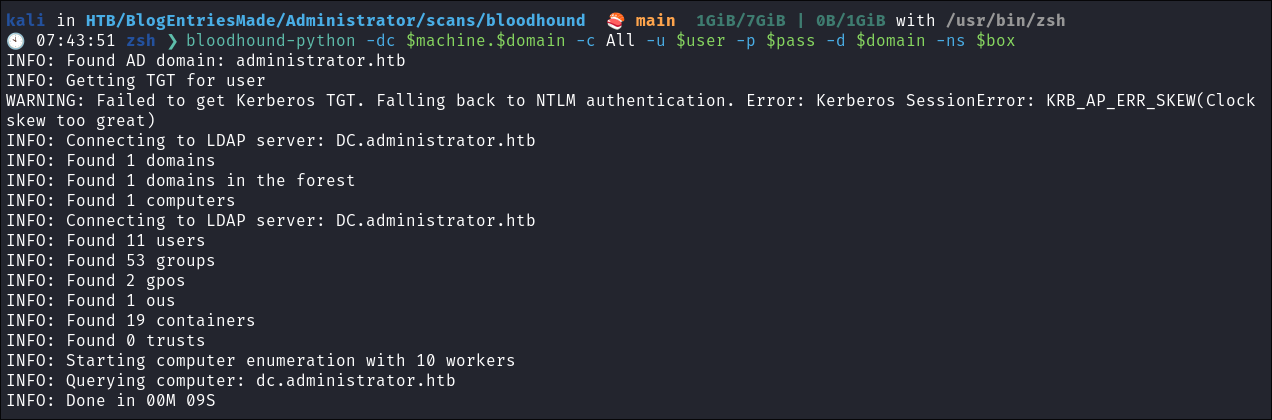 kali in HTB/BlogEntriesMade/Administrator/scans/bloodhound 🍣 main 1GiB/7GiB | 0B/1GiB with /usr/bin/zsh
🕙 07:43:51 zsh ❯ bloodhound-python -dc $machine.$domain -c All -u $user -p $pass -d $domain -ns $box
INFO: Found AD domain: administrator.htb
INFO: Getting TGT for user
WARNING: Failed to get Kerberos TGT. Falling back to NTLM authentication. Error: Kerberos SessionError: KRB_AP_ERR_SKEW(Clock
skew too great)
INFO: Connecting to LDAP server: DC.administrator.htb
INFO: Found 1 domains
INFO: Found 1 domains in the forest
INFO: Found 1 computers
INFO: Connecting to LDAP server: DC.administrator.htb
INFO: Found 11 users
INFO: Found 53 groups
INFO: Found 2 gpos
INFO: Found 1 ous
INFO: Found 19 containers
INFO: Found 0 trusts
INFO: Starting computer enumeration with 10 workers
INFO: Querying computer: dc.administrator.htb
INFO: Done in 00M 09S